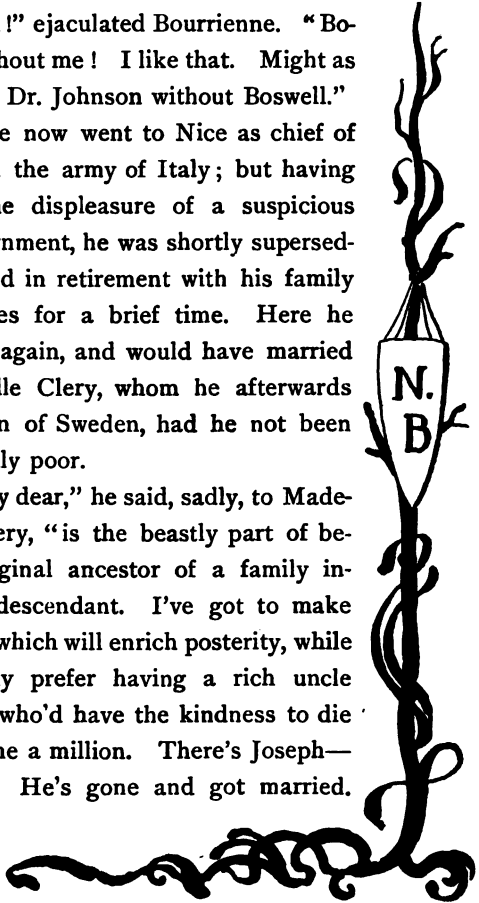 !” ejaculated Bourrienne. “Bo-
hout me! I like that. Might as
Dr. Johnson without Boswell.”
e now went to Nice as chief of
the army of Italy; but having
e displeasure of a suspicious
nment, he was shortly supersed-
d in retirement with his family
es for a brief time. Here he
again, and would have married
lle Clery, whom he afterwards
n of Sweden, had he not been
ly poor.
y dear,” he said, sadly, to Made-
ery, “is the beastly part of be-
ginal ancestor of a family in-
descendant. I've got to make
which will enrich posterity, while
y prefer having a rich uncle
who'd have the kindness to die
ne a million. There's Joseph—
He's gone and got married.
N.
B